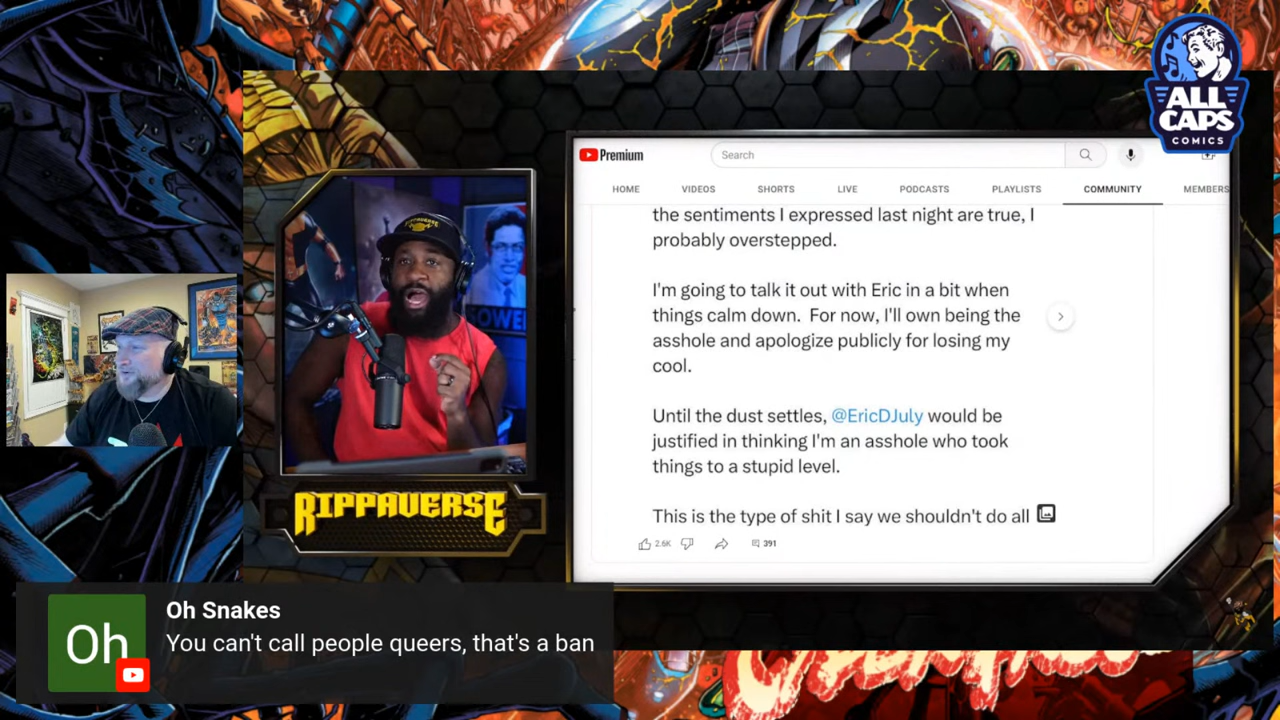 ALL
CAPS
COMICS
Premium
Search
HOME
VIDEOS
SHORTS
LIVE
PODCASTS
PLAYLISTS
COMMUNITY
MEMBERS
the sentiments I expressed last night are true, I
probably overstepped.
I'm going to talk it out with Eric in a bit when
things calm down. For now, I'll own being the
asshole and apologize publicly for losing my
cool.
Until the dust settles, @EricDJuly would be
justified in thinking I'm an asshole who took
things to a stupid level.
This is the type of shit I say we shouldn't do all
2.6K
391
RIPPAVERSE
RIPPAVERSE
Oh
Oh Snakes
You can't call people queers, that's a ban